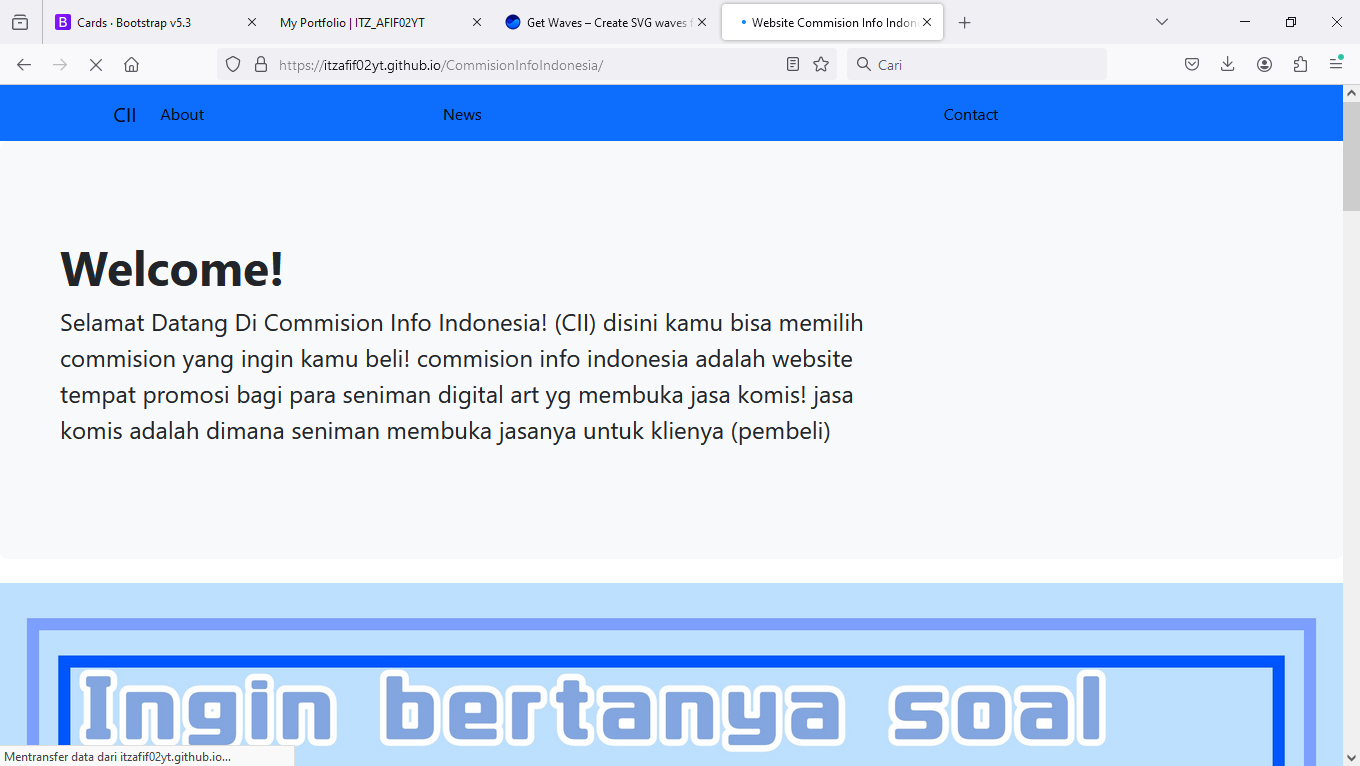 Cards · Bootstrap v5.3
My Portfolio | ITZ_AFIF02YT
Get Waves – Create SVG waves f
Website Commision Info Indon
https://itzafif02yt.github.io/CommisionInfoIndonesia/
Cari
CII About News Contact
Welcome!
Selamat Datang Di Commision Info Indonesia! (CII) disini kamu bisa memilih
commision yang ingin kamu beli! commision info indonesia adalah website
tempat promosi bagi para seniman digital art yg membuka jasa komis! jasa
komis adalah dimana seniman membuka jasanya untuk klienya (pembeli)
Ingin bertanya soal
Mentransfer data dari itzafif02yt.github.io...